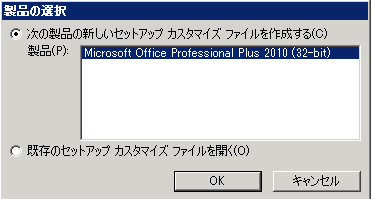 製品の選択
次の製品の新しいセットアップ カスタマイズ ファイルを作成する(C)
製品(P):
Microsoft Office Professional Plus 2010 (32-bit)
既存のセットアップ カスタマイズ ファイルを開く(O)
OK
キャンセル